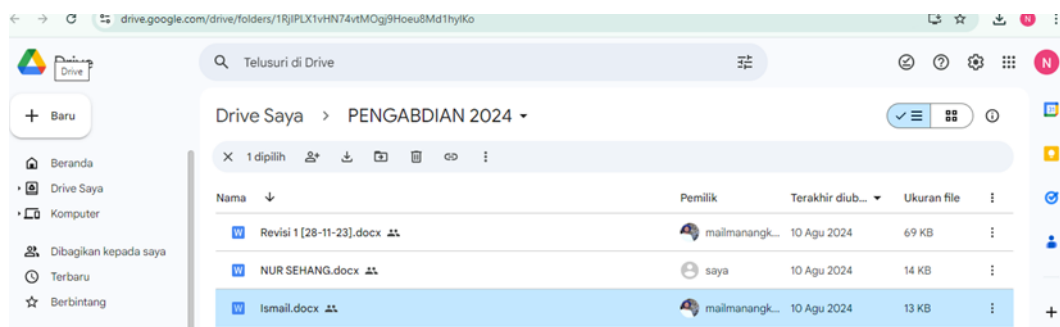 drive.google.com/drive/folders/1RjlPLX1vHN74vtMOgj9Hoeu8Md1hylKo
N
Drive
Telusuri di Drive
N
Baru
Drive Saya > PENGABDIAN 2024
Beranda
1 dipilih
Drive Saya
Nama
Pemilik
Terakhir diub...
Ukuran file
Komputer
Revisi 1 [28-11-23].docx
mailmanangk...
10 Agu 2024
69 KB
Dibagikan kepada saya
NUR SEHANG.docx
saya
10 Agu 2024
14 KB
Terbaru
Berbintang
Ismail.docx
mailmanangk...
10 Agu 2024
13 KB